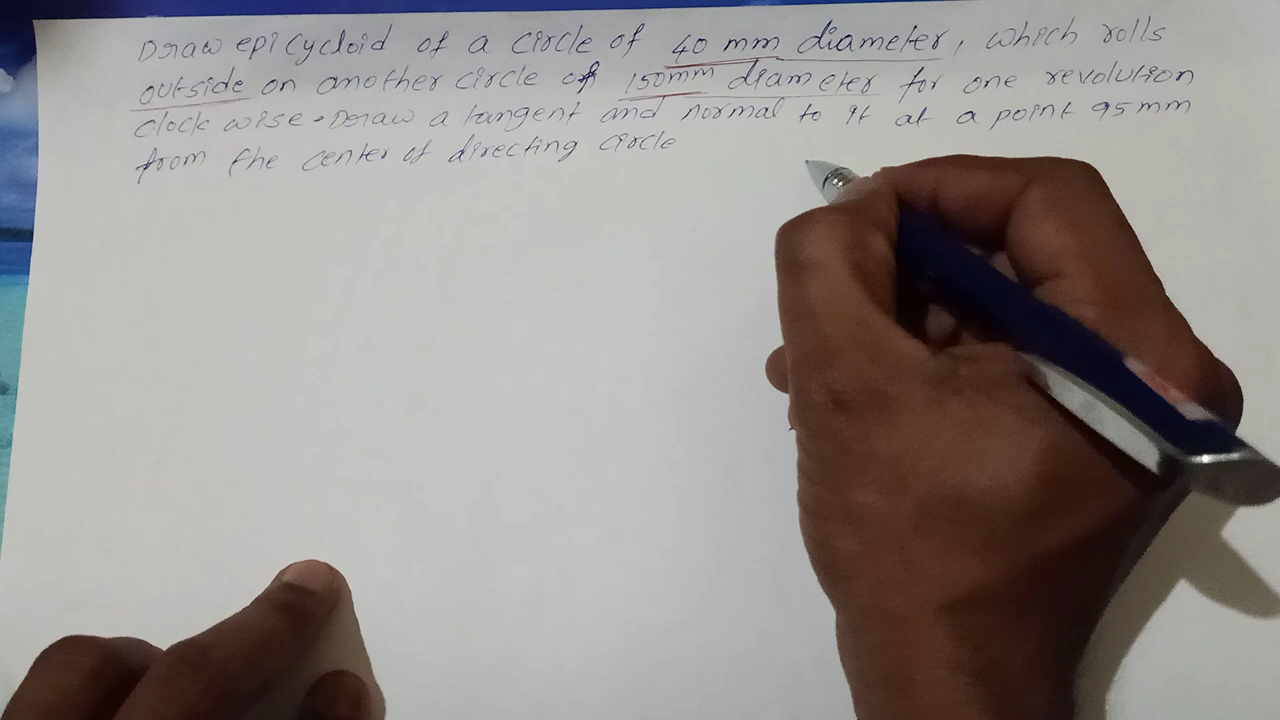 Draw epicycloid of a circle of 40 mm diameter, which rolls
outside on another circle of 150mm diameter for one revolution
clock wise. Draw a tangent and normal to it at a point 95mm
from the center of directing circle